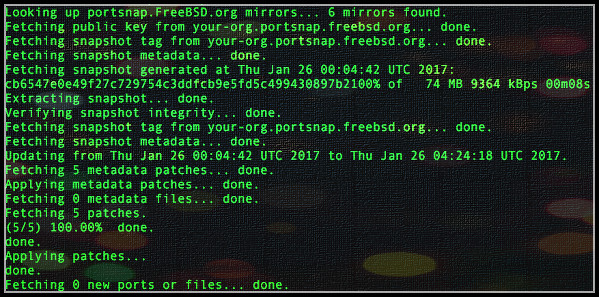 Looking up portsnap.FreeBSD.org mirrors... 6 mirrors found.
Fetching public key from your-org.portsnap.freebsd.org... done.
Fetching snapshot tag from your-org.portsnap.freebsd.org... done.
Fetching snapshot metadata... done.
Fetching snapshot generated at Thu Jan 26 00:04:42 UTC 2017:
cb6547e0e49f27c729754c3ddfcb9e5fd5c499430897b2100% of   74 MB 9364 kBps 00m08s
Extracting snapshot... done.
Verifying snapshot integrity... done.
Fetching snapshot tag from your-org.portsnap.freebsd.org... done.
Fetching snapshot metadata... done.
Updating from Thu Jan 26 00:04:42 UTC 2017 to Thu Jan 26 04:24:18 UTC 2017.
Fetching 5 metadata patches... done.
Applying metadata patches... done.
Fetching 0 metadata files... done.
Fetching 5 patches.
(5/5) 100.00%  done.
done.
Applying patches...
done.
Fetching 0 new ports or files... done.